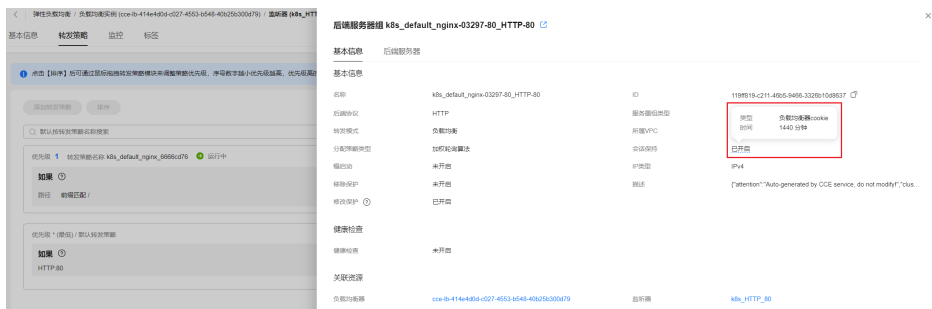 弹性负载均衡 / 负载均衡实例 (cce-lb-414e4d0d-c027-4553-b548-40b25b300d79) / 监听器 (k8s_HTT
基本信息 转发策略 监控 标签
点击【排序】后可通过鼠标拖拽转发策略模块来调整策略优先级，序号数字越小优先级越高，优先级高的
添加转发策略 排序
默认按转发策略名称搜索
优先级 1 转发策略名称 k8s_default_nginx_6666cd76 运行中
如果
路径 前缀匹配 /
优先级 * (最低) / 默认转发策略
如果
HTTP:80
后端服务器组 k8s_default_nginx-03297-80_HTTP-80
基本信息 后端服务器
基本信息
名称 k8s_default_nginx-03297-80_HTTP-80 ID 119ff819-c211-46b5-9466-3326b10d8637
后端协议 HTTP 服务器组类型
类型 负载均衡器cookie
时间 1440 分钟
转发模式 负载均衡 所属VPC
分配策略类型 加权轮询算法 会话保持 已开启
慢启动 未开启 IP类型 IPv4
移除保护 未开启 描述 {"attention":"Auto-generated by CCE service, do not modify!","clus...
修改保护 已开启
健康检查
健康检查 未开启
关联资源
负载均衡器 cce-lb-414e4d0d-c027-4553-b548-40b25b300d79 监听器 k8s_HTTP_80